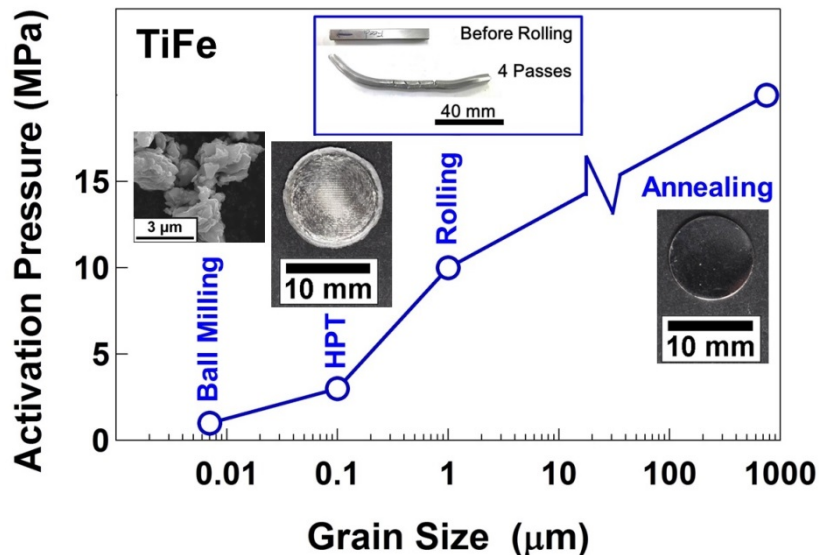 TiFe
Before Rolling
4 Passes
40 mm
Activation Pressure (MPa)
15
10
5
0
3 μm
Ball Milling
10 mm
HPT
Rolling
Annealing
10 mm
0.01
0.1
1
10
100
1000
Grain Size (μm)